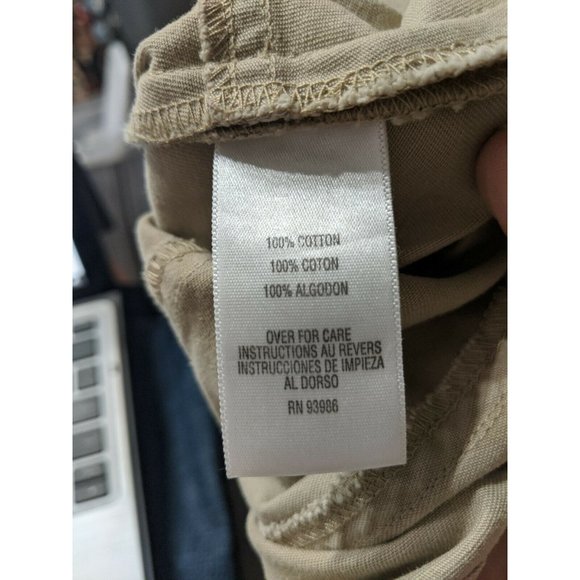 100% COTTON
100% COTON
100% ALGODON
OVER FOR CARE
INSTRUCTIONS AU REVERS
INSTRUCCIONES DE IMPIEZA
AL DORSO
RN 93986